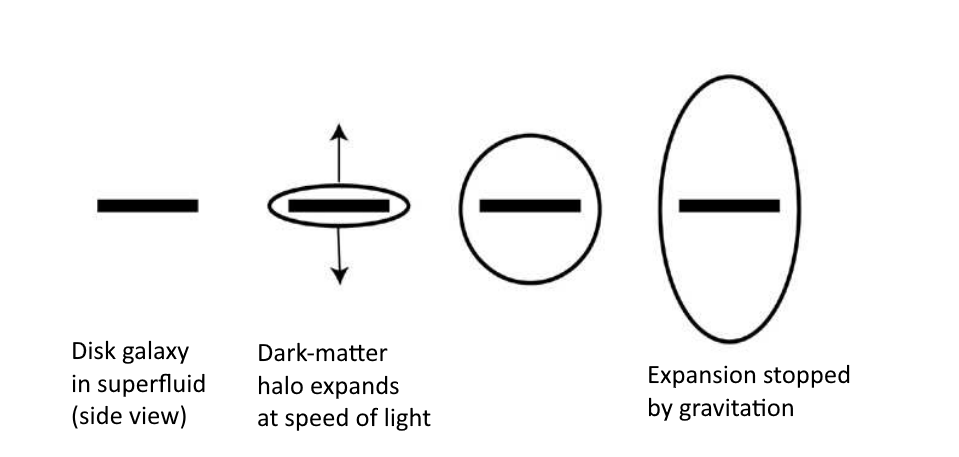 Disk galaxy
in superfluid
(side view)
Dark-matter
halo expands
at speed of light
Expansion stopped
by gravitation